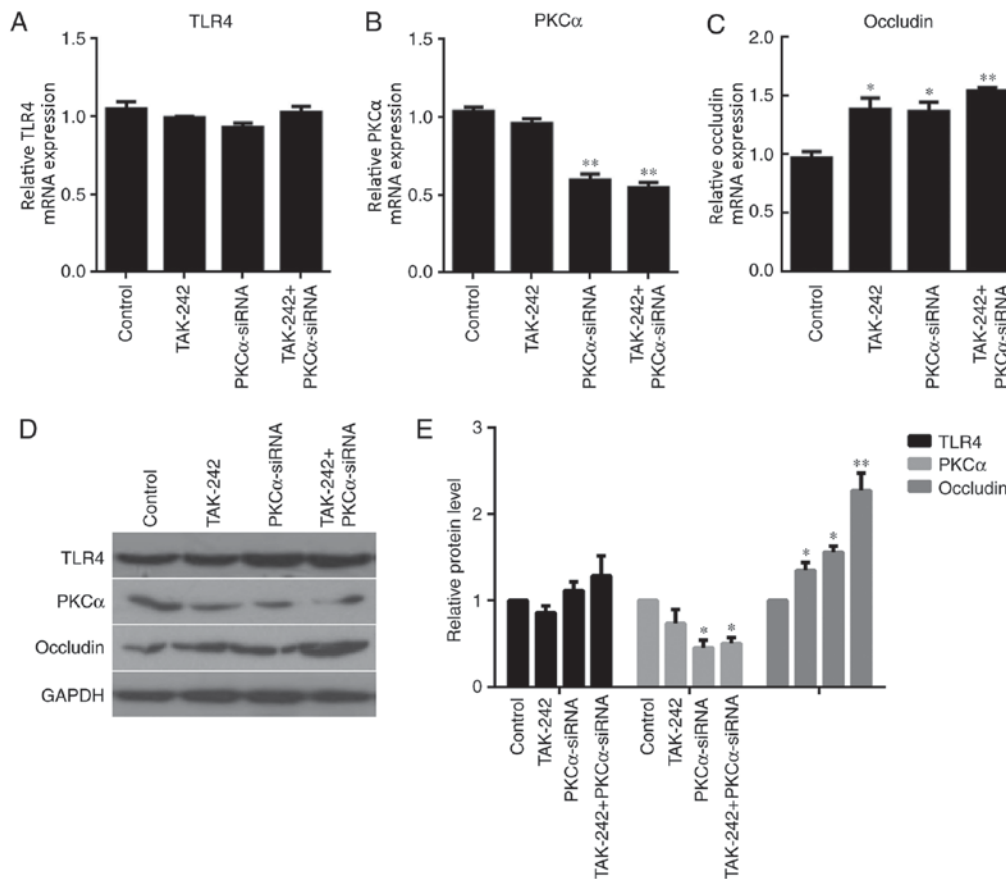 A
TLR4
Relative TLR4
mRNA expression
1.5
1.0
0.5
0.0
Control
TAK-242
PKCα-siRNA
TAK-242+
PKCα-siRNA
B
PKCα
Relative PKCα
mRNA expression
1.5
1.0
0.5
0.0
**
**
Control
TAK-242
PKCα-siRNA
TAK-242+
PKCα-siRNA
C
Occludin
Relative occludin
mRNA expression
2.0
1.5
1.0
0.5
0.0
*
*
**
Control
TAK-242
PKCα-siRNA
TAK-242+
PKCα-siRNA
D
Control
TAK-242
PKCα-siRNA
TAK-242+
PKCα-siRNA
TLR4
PKCα
Occludin
GAPDH
E
Relative protein level
3
2
1
0
*
*
*
*
**
TLR4
PKCα
Occludin
Control
TAK-242
PKCα-siRNA
TAK-242+PKCα-siRNA
Control
TAK-242
PKCα-siRNA
TAK-242+PKCα-siRNA